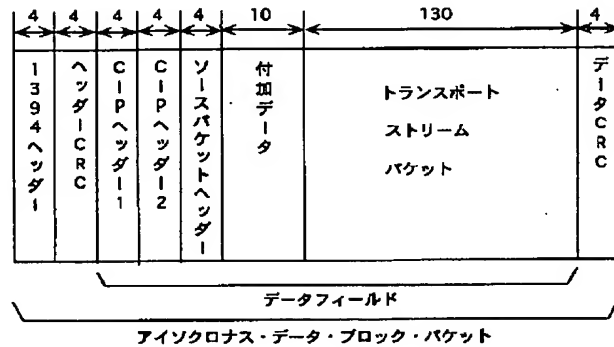 4 4 4 4 4 10 130 4
1394ヘッダー
ヘッダーCRC
CIPヘッダー1
CIPヘッダー2
ソースパケットヘッダー
付加データ
トランスポート
ストリーム
パケット
データCRC
データフィールド
アイソクロナス・データ・ブロック・パケット